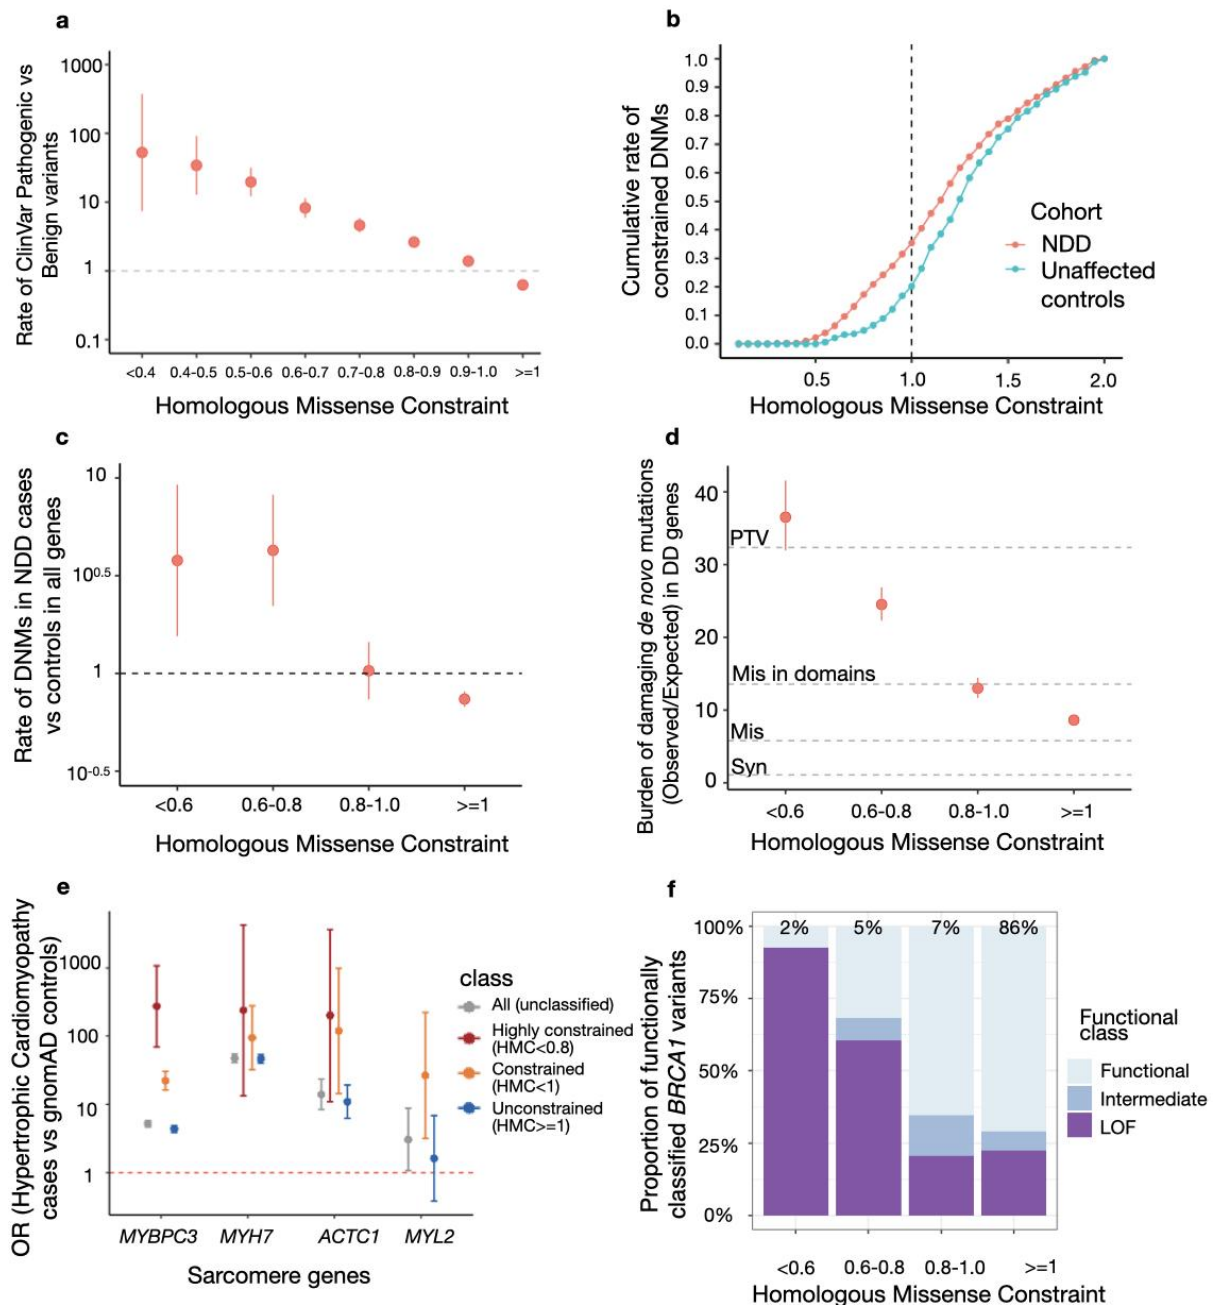 a
Rate of ClinVar Pathogenic vs
Benign variants
1000
100
10
1
0.1
<0.4
0.4-0.5
0.5-0.6
0.6-0.7
0.7-0.8
0.8-0.9
0.9-1.0
>=1
Homologous Missense Constraint
b
Cumulative rate of
constrained DNMs
1.0
0.9
0.8
0.7
0.6
0.5
0.4
0.3
0.2
0.1
0.0
Cohort
NDD
Unaffected
controls
0.5
1.0
1.5
2.0
Homologous Missense Constraint
c
Rate of DNMs in NDD cases
vs controls in all genes
10
10^0.5
1
10^-0.5
<0.6
0.6-0.8
0.8-1.0
>=1
Homologous Missense Constraint
d
Burden of damaging de novo mutations
(Observed/Expected) in DD genes
40
30
20
10
0
PTV
Mis in domains
Mis
Syn
<0.6
0.6-0.8
0.8-1.0
>=1
Homologous Missense Constraint
e
OR (Hypertrophic Cardiomyopathy
cases vs gnomAD controls)
1000
100
10
1
class
All (unclassified)
Highly constrained
(HMC<0.8)
Constrained
(HMC<1)
Unconstrained
(HMC>=1)
MYBPC3
MYH7
ACTC1
MYL2
Sarcomere genes
f
Proportion of functionally
classified BRCA1 variants
100%
75%
50%
25%
0%
2%
5%
7%
86%
Functional
class
Functional
Intermediate
LOF
<0.6
0.6-0.8
0.8-1.0
>=1
Homologous Missense Constraint